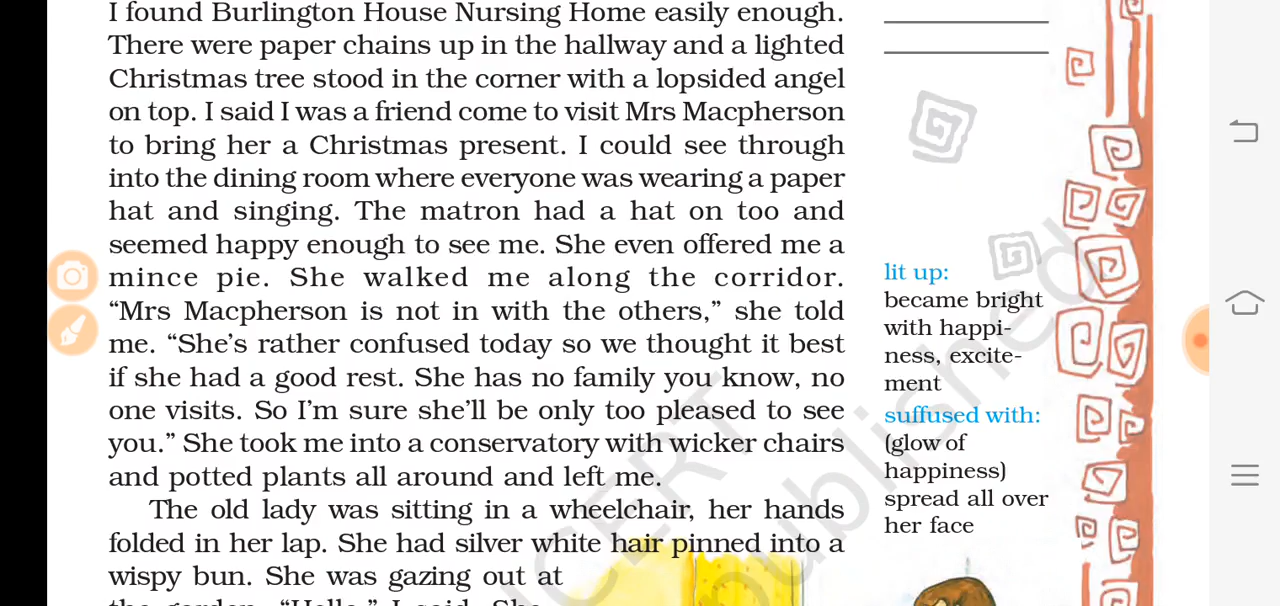 I found Burlington House Nursing Home easily enough.
There were paper chains up in the hallway and a lighted
Christmas tree stood in the corner with a lopsided angel
on top. I said I was a friend come to visit Mrs Macpherson
to bring her a Christmas present. I could see through
into the dining room where everyone was wearing a paper
hat and singing. The matron had a hat on too and
seemed happy enough to see me. She even offered me a
mince pie. She walked me along the corridor.
“Mrs Macpherson is not in with the others,” she told
me. “She’s rather confused today so we thought it best
if she had a good rest. She has no family you know, no
one visits. So I’m sure she’ll be only too pleased to see
you.” She took me into a conservatory with wicker chairs
and potted plants all around and left me.
The old lady was sitting in a wheelchair, her hands
folded in her lap. She had silver white hair pinned into a
wispy bun. She was gazing out at
the garden. “Hello,” I said. She
lit up:
became bright
with happi-
ness, excite-
ment
suffused with:
(glow of
happiness)
spread all over
her face
CERT
published